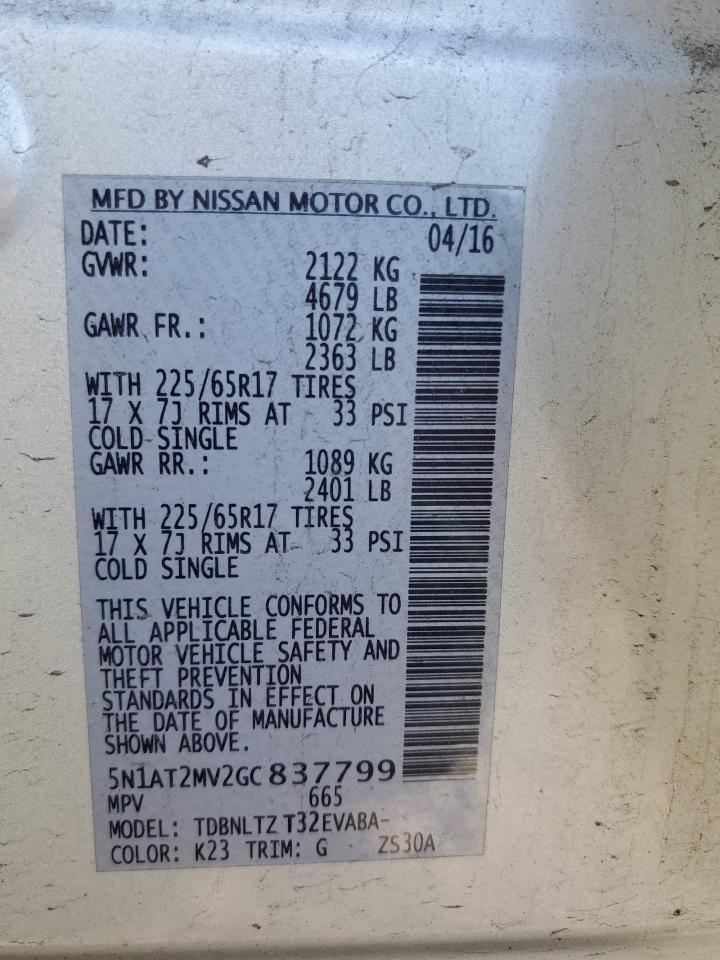 MFD BY NISSAN MOTOR CO., LTD.
DATE: 04/16
GVWR: 2122 KG
4679 LB
GAWR FR.: 1072 KG
2363 LB
WITH 225/65R17 TIRES
17 X 7J RIMS AT 33 PSI
COLD SINGLE
GAWR RR.: 1089 KG
2401 LB
WITH 225/65R17 TIRES
17 X 7J RIMS AT 33 PSI
COLD SINGLE
THIS VEHICLE CONFORMS TO
ALL APPLICABLE FEDERAL
MOTOR VEHICLE SAFETY AND
THEFT PREVENTION
STANDARDS IN EFFECT ON
THE DATE OF MANUFACTURE
SHOWN ABOVE.
5N1AT2MV2GC837799
MPV 665
MODEL: TDBNLTZ T32EVABA-
COLOR: K23 TRIM: G ZS30A